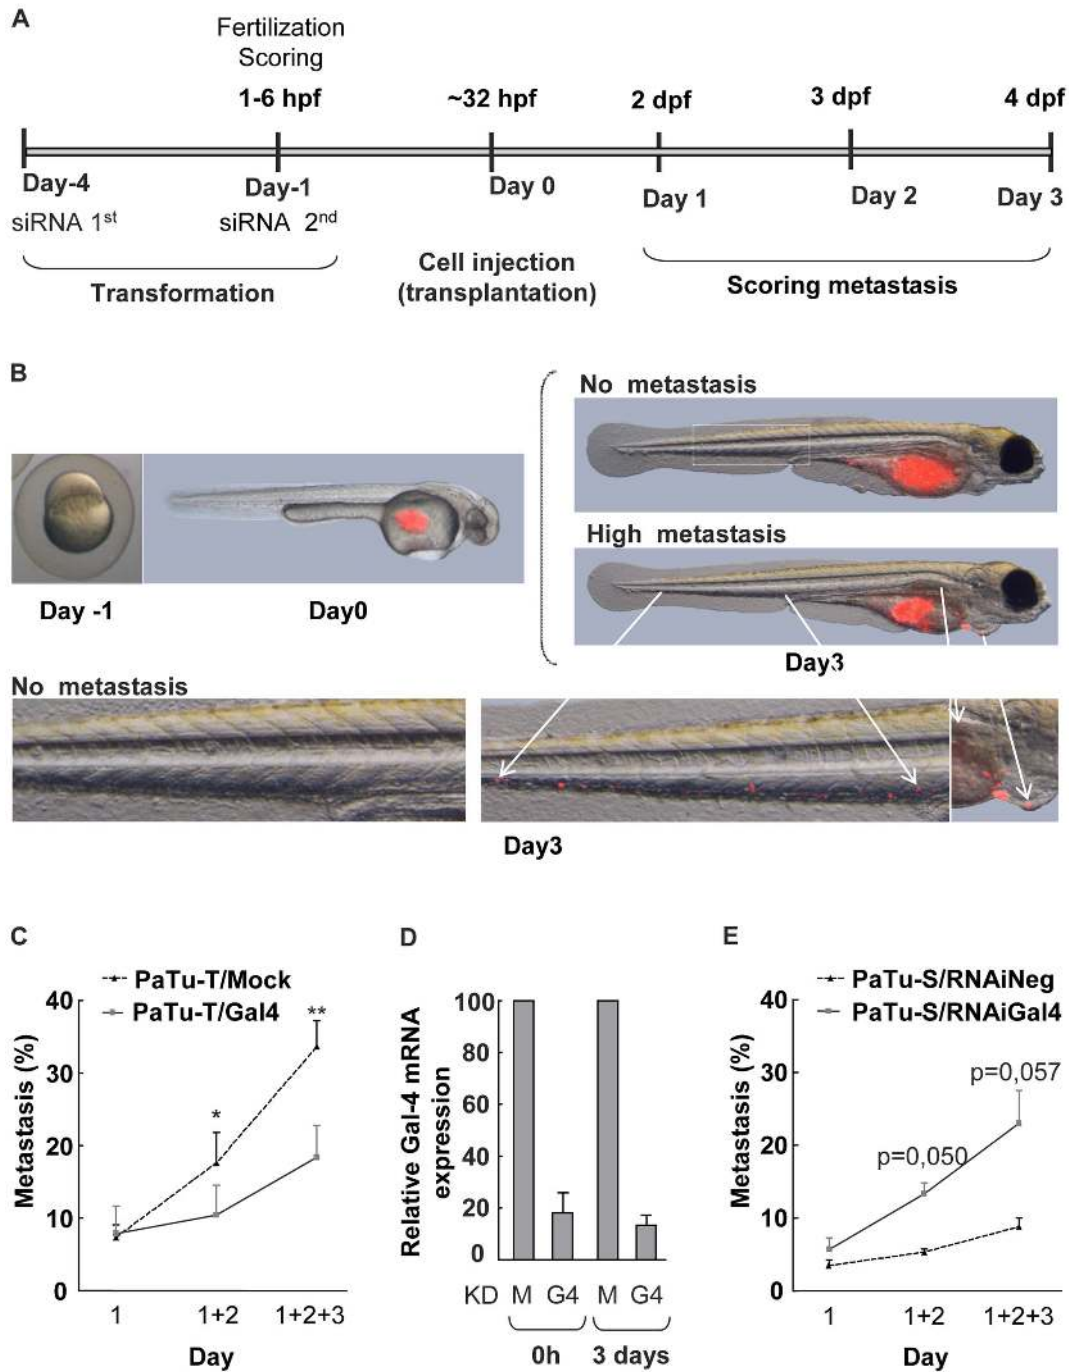 A
Fertilization
Scoring
1-6 hpf
~32 hpf
2 dpf
3 dpf
4 dpf
Day-4
Day-1
Day 0
Day 1
Day 2
Day 3
siRNA 1st
siRNA 2nd
Transformation
Cell injection
(transplantation)
Scoring metastasis
B
No metastasis
High metastasis
Day -1
Day0
Day3
No metastasis
Day3
C
PaTu-T/Mock
PaTu-T/Gal4
Metastasis (%)
40
30
20
10
0
*
**
1
1+2
1+2+3
Day
D
Relative Gal-4 mRNA
expression
100
80
60
40
20
0
KD M G4 M G4
0h
3 days
E
PaTu-S/RNAiNeg
PaTu-S/RNAiGal4
Metastasis (%)
40
30
20
10
0
p=0,057
p=0,050
1
1+2
1+2+3
Day